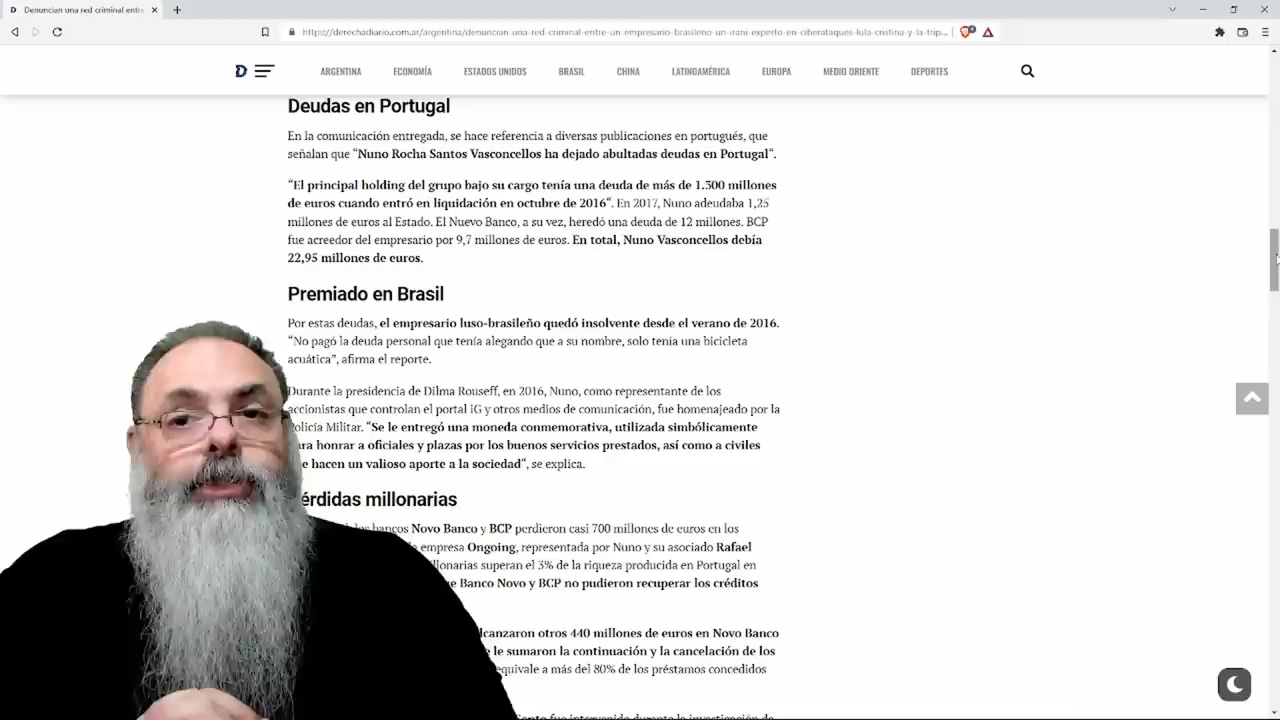 Denuncian una red criminal entre
https://derechadiario.com.ar/argentina/denuncian-una-red-criminal-entre-un-empresario-brasileno-un-irani-experto-en-ciberataques-lula-cristina-y-la-trip...
ARGENTINA ECONOMÍA ESTADOS UNIDOS BRASIL CHINA LATINOAMÉRICA EUROPA MEDIO ORIENTE DEPORTES
Deudas en Portugal
En la comunicación entregada, se hace referencia a diversas publicaciones en portugués, que
señalan que “Nuno Rocha Santos Vasconcellos ha dejado abultadas deudas en Portugal“.
“El principal holding del grupo bajo su cargo tenía una deuda de más de 1.300 millones
de euros cuando entró en liquidación en octubre de 2016“. En 2017, Nuno adeudaba 1,25
millones de euros al Estado. El Nuevo Banco, a su vez, heredó una deuda de 12 millones. BCP
fue acreedor del empresario por 9,7 millones de euros. En total, Nuno Vasconcellos debía
22,95 millones de euros.
Premiado en Brasil
Por estas deudas, el empresario luso-brasileño quedó insolvente desde el verano de 2016.
“No pagó la deuda personal que tenía alegando que a su nombre, solo tenía una bicicleta
acuática”, afirma el reporte.
Durante la presidencia de Dilma Rouseff, en 2016, Nuno, como representante de los
accionistas que controlan el portal iG y otros medios de comunicación, fue homenajeado por la
Policía Militar. “Se le entregó una moneda conmemorativa, utilizada simbólicamente
ra honrar a oficiales y plazas por los buenos servicios prestados, así como a civiles
e hacen un valioso aporte a la sociedad“, se explica.
érdidas millonarias
bancos Novo Banco y BCP perdieron casi 700 millones de euros en los
empresa Ongoing, representada por Nuno y su asociado Rafael
llonarias superan el 3% de la riqueza producida en Portugal en
e Banco Novo y BCP no pudieron recuperar los créditos
lcanzaron otros 440 millones de euros en Novo Banco
e le sumaron la continuación y la cancelación de los
equivale a más del 80% de los préstamos concedidos